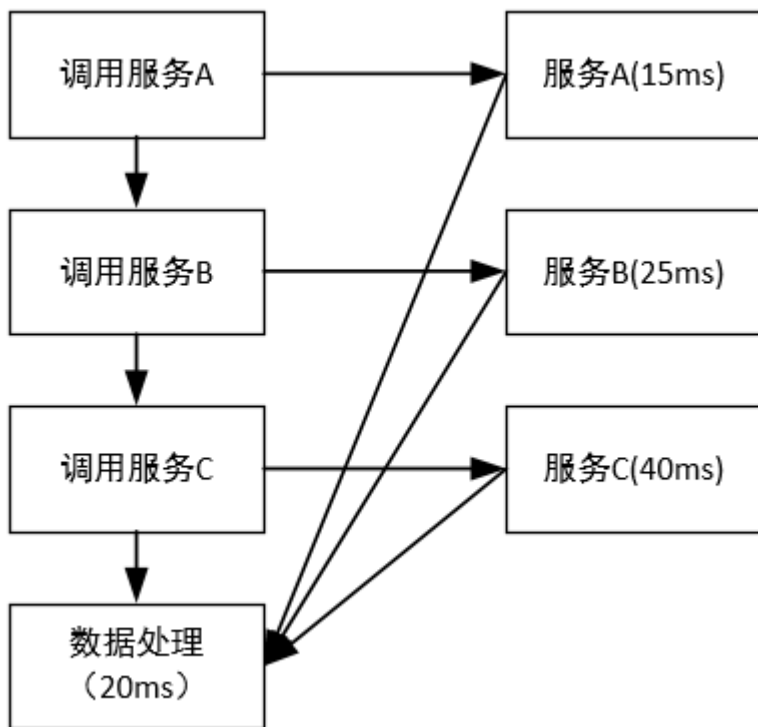 调用服务A
服务A(15ms)
调用服务B
服务B(25ms)
调用服务C
服务C(40ms)
数据处理
（20ms）